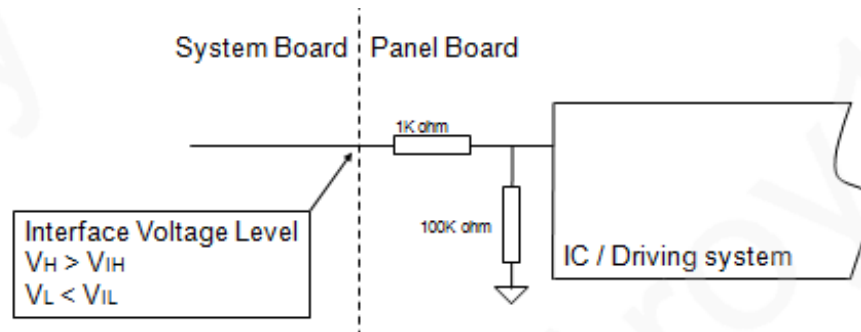 System Board Panel Board
1K ohm
100K ohm
IC / Driving system
Interface Voltage Level
VH > VIH
VL < VIL